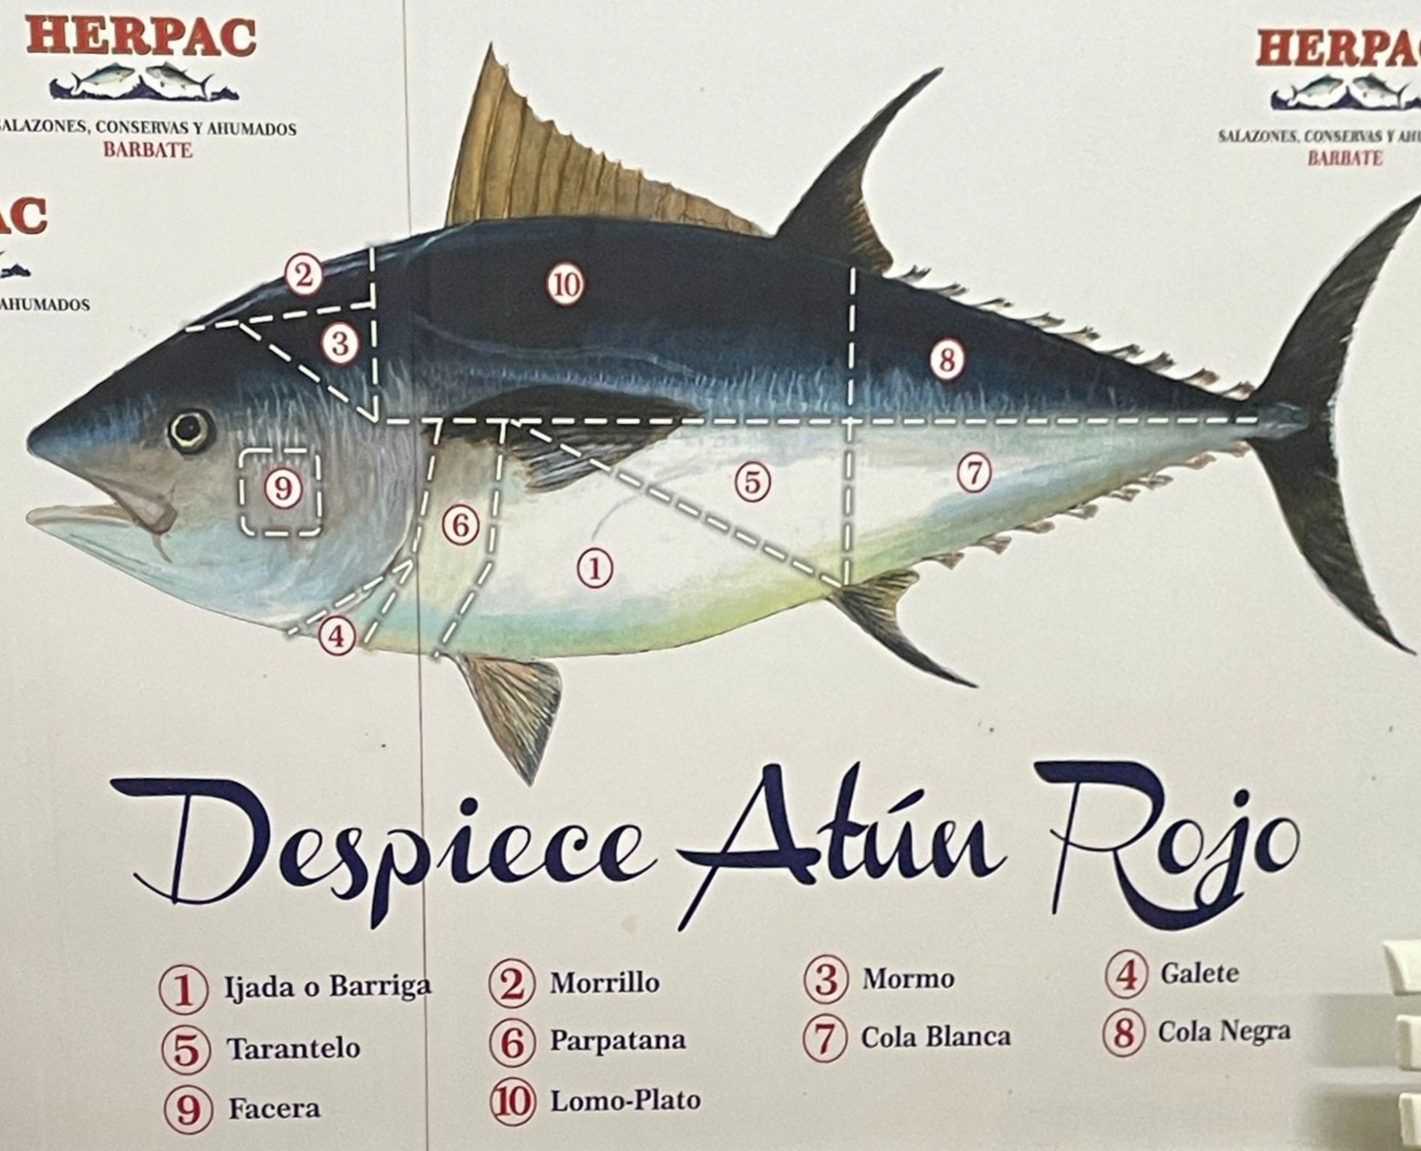 HERPAC
SALAZONES, CONSERVAS Y AHUMADOS
BARBATE
HERPAC
SALAZONES, CONSERVAS Y AHU
BARBATE
AC
AHUMADOS
2
10
3
8
9
5
7
6
1
4
Despiece Atún Rojo
1 Ijada o Barriga
2 Morrillo
3 Mormo
4 Galete
5 Tarantelo
6 Parpatana
7 Cola Blanca
8 Cola Negra
9 Facera
10 Lomo-Plato